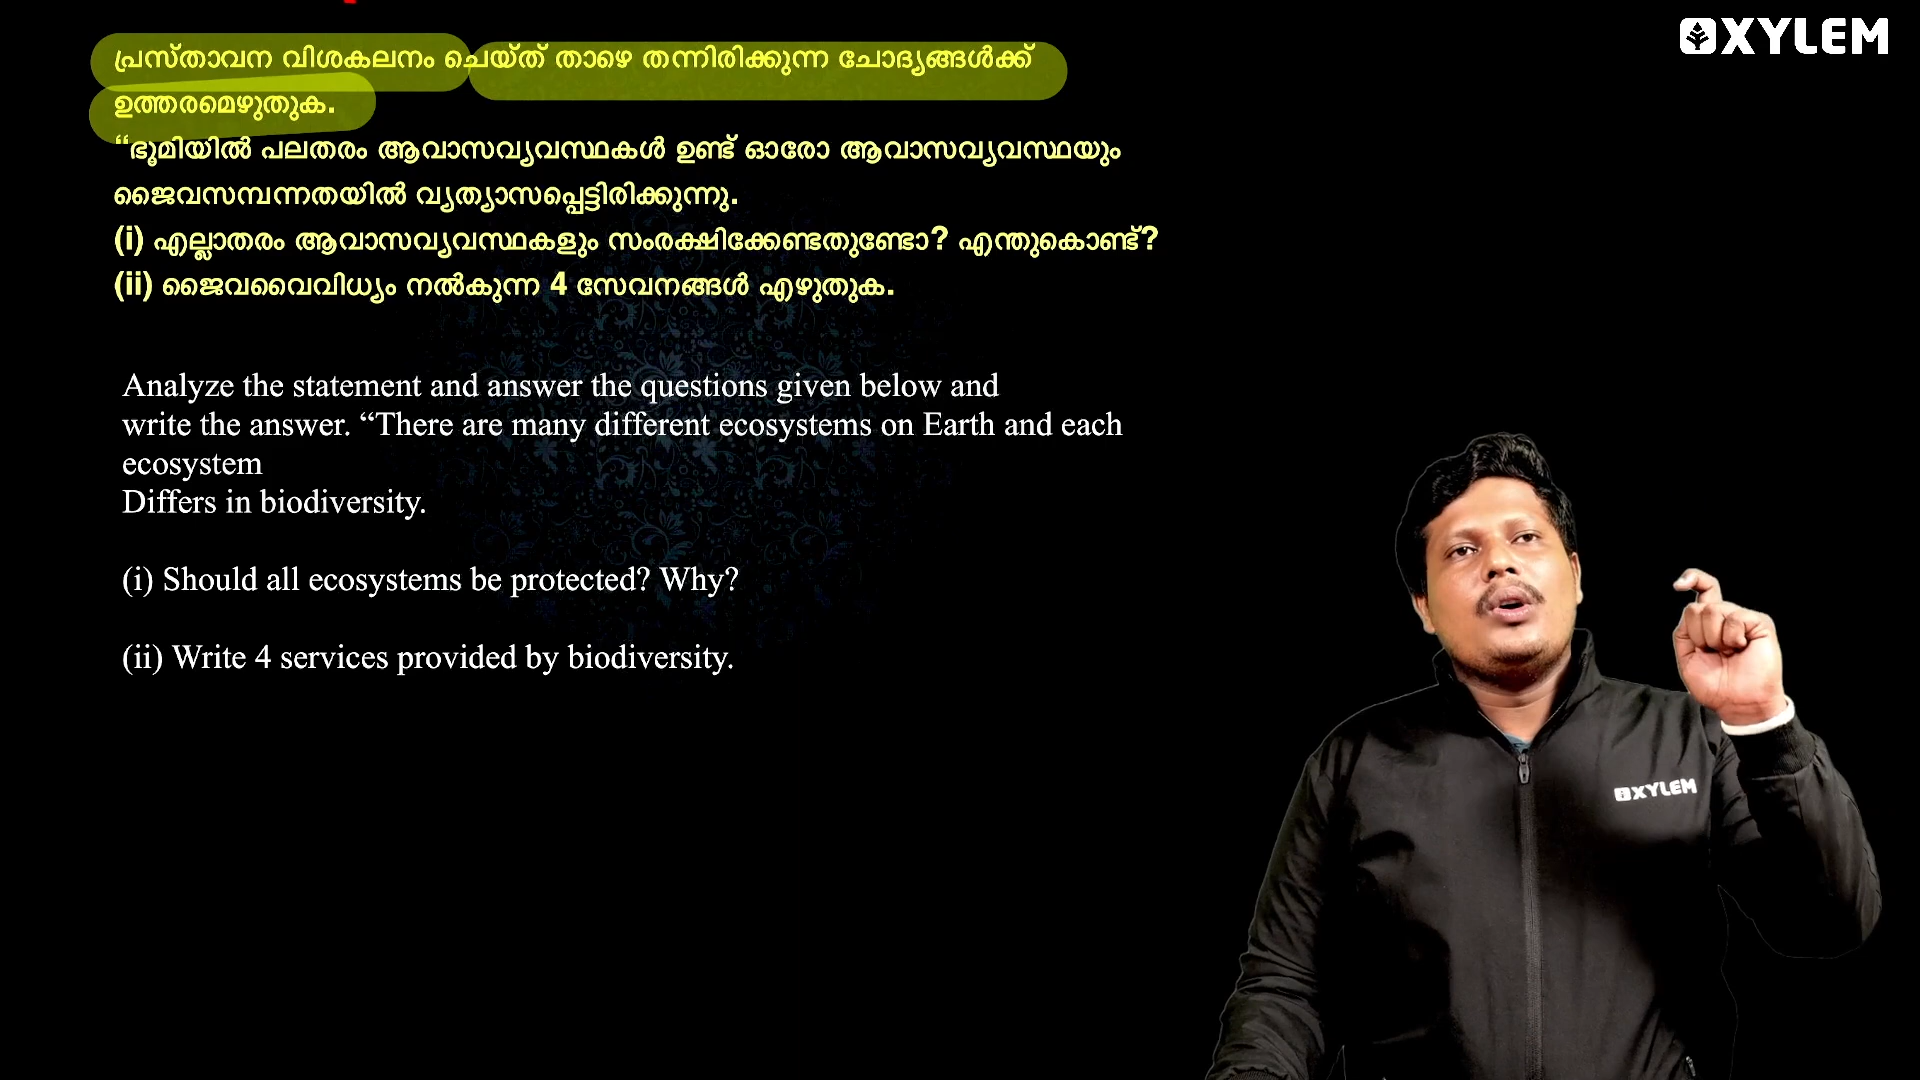 XYLEM
പ്രസ്താവന വിശകലനം ചെയ്ത് താഴെ തന്നിരിക്കുന്ന ചോദ്യങ്ങൾക്ക്
ഉത്തരമെഴുതുക.
“ഭൂമിയിൽ പലതരം ആവാസവ്യവസ്ഥകൾ ഉണ്ട് ഓരോ ആവാസവ്യവസ്ഥയും
ജൈവസമ്പന്നതയിൽ വ്യത്യാസപ്പെട്ടിരിക്കുന്നു.
(i) എല്ലാതരം ആവാസവ്യവസ്ഥകളും സംരക്ഷിക്കേണ്ടതുണ്ടോ? എന്തുകൊണ്ട്?
(ii) ജൈവവൈവിധ്യം നൽകുന്ന 4 സേവനങ്ങൾ എഴുതുക.
Analyze the statement and answer the questions given below and
write the answer. “There are many different ecosystems on Earth and each
ecosystem
Differs in biodiversity.
(i) Should all ecosystems be protected? Why?
(ii) Write 4 services provided by biodiversity.
XYLEM